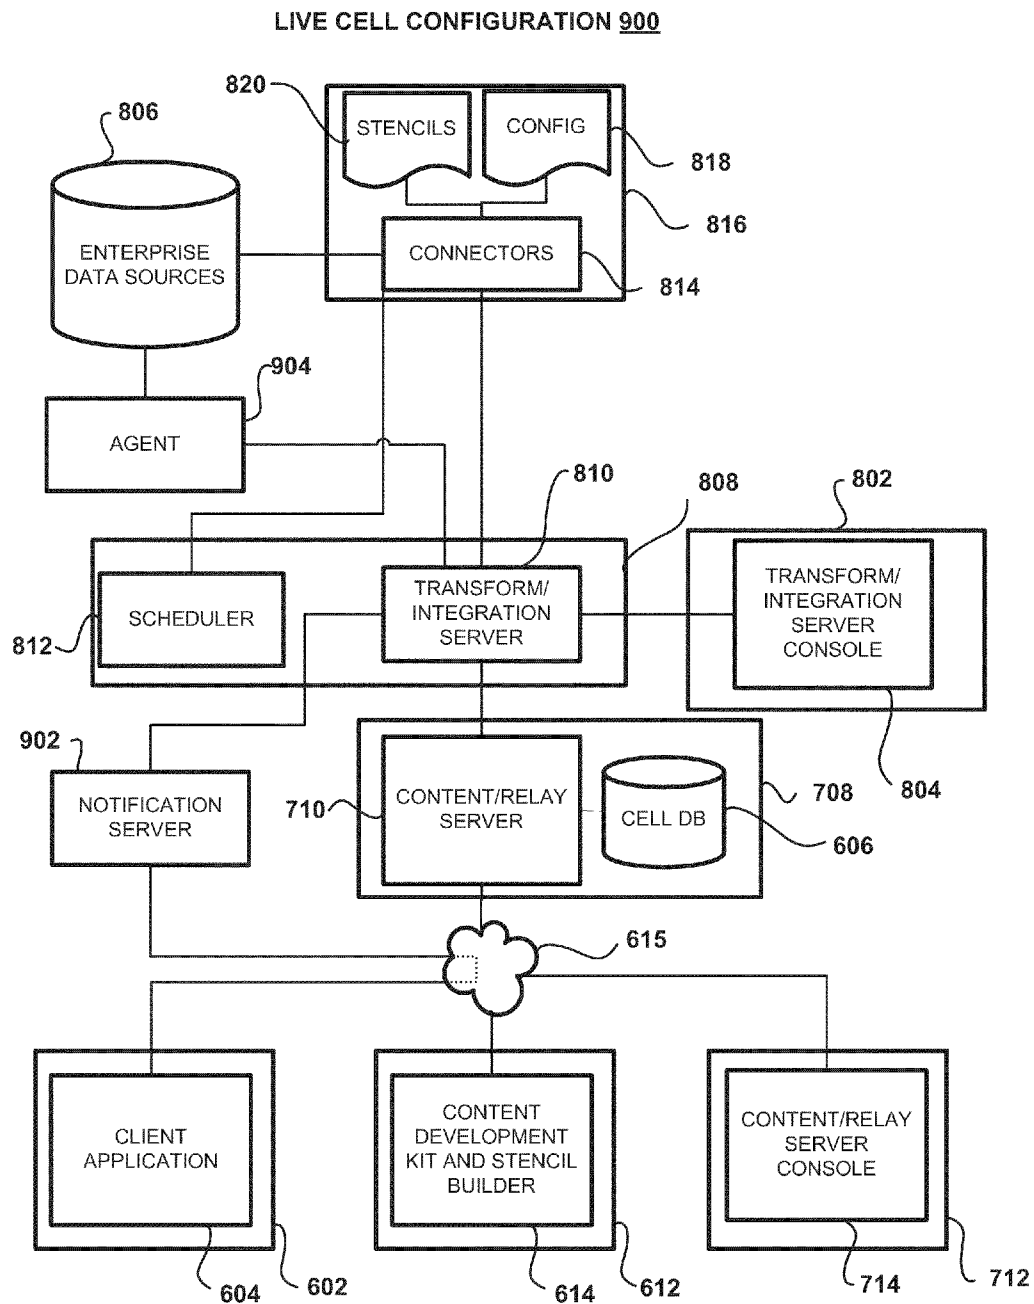 LIVE CELL CONFIGURATION 900
820
806
STENCILS
CONFIG
818
816
ENTERPRISE
DATA SOURCES
CONNECTORS
814
904
AGENT
810
808
802
SCHEDULER
TRANSFORM/
INTEGRATION
SERVER
TRANSFORM/
INTEGRATION
SERVER
CONSOLE
812
902
804
NOTIFICATION
SERVER
710
CONTENT/RELAY
SERVER
CELL DB
708
606
615
CLIENT
APPLICATION
CONTENT
DEVELOPMENT
KIT AND STENCIL
BUILDER
CONTENT/RELAY
SERVER
CONSOLE
604
602
614
612
714
712